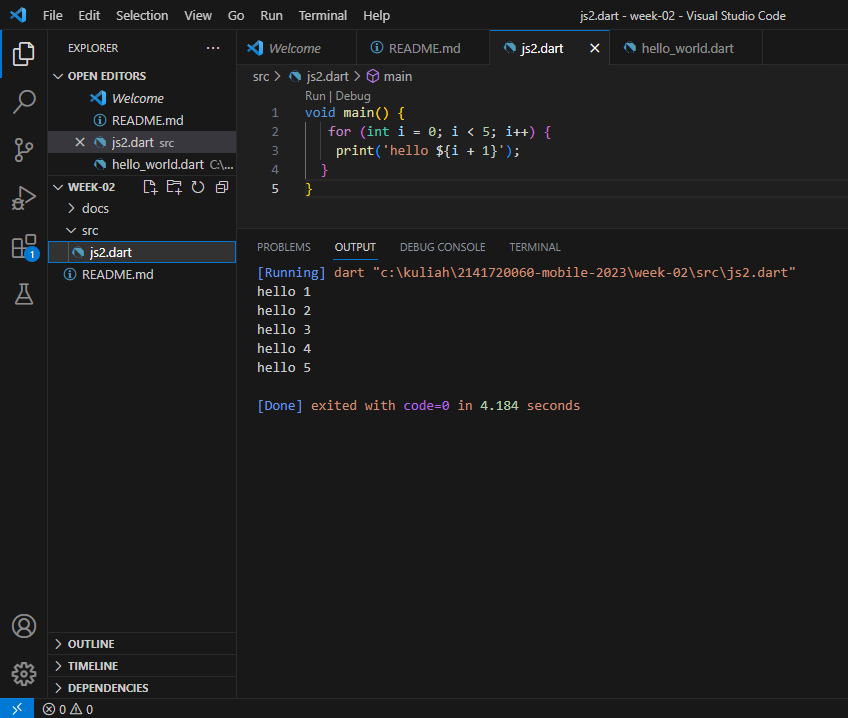 File Edit Selection View Go Run Terminal Help js2.dart - week-02 - Visual Studio Code
EXPLORER ···
OPEN EDITORS
Welcome
README.md
js2.dart src
hello_world.dart C:\...
WEEK-02
docs
src
js2.dart
README.md
OUTLINE
TIMELINE
DEPENDENCIES
1
Welcome README.md js2.dart hello_world.dart
src > js2.dart > main
Run | Debug
1 void main() {
2 for (int i = 0; i < 5; i++) {
3 print('hello ${i + 1}');
4 }
5 }
PROBLEMS OUTPUT DEBUG CONSOLE TERMINAL
[Running] dart "c:\kuliah\2141720060-mobile-2023\week-02\src\js2.dart"
hello 1
hello 2
hello 3
hello 4
hello 5
[Done] exited with code=0 in 4.184 seconds
0 0